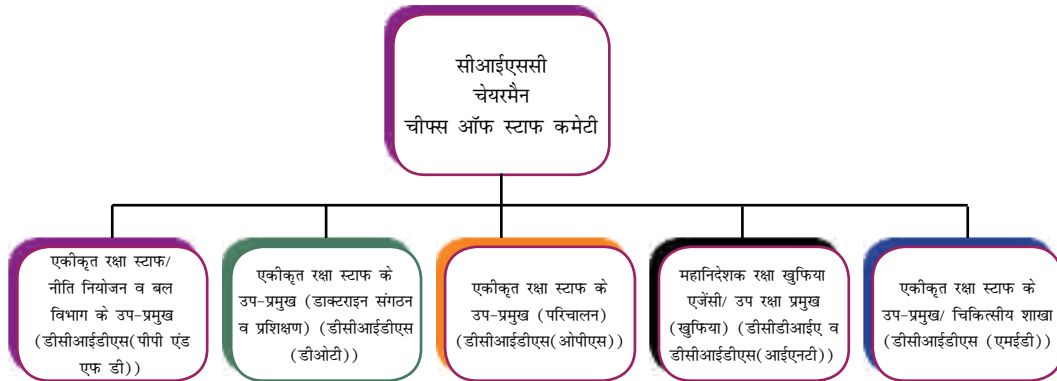 सीआईएससी
चेयरमैन
चीफ्स ऑफ स्टाफ कमेटी
एकीकृत रक्षा स्टाफ/
नीति नियोजन व बल
विभाग के उप-प्रमुख
(डीसीआईडीएस(पीपी एंड
एफ डी))
एकीकृत रक्षा स्टाफ के
उप-प्रमुख (डाक्टराइन संगठन
व प्रशिक्षण) (डीसीआईडीएस
(डीओटी))
एकीकृत रक्षा स्टाफ के
उप-प्रमुख (परिचालन)
(डीसीआईडीएस(ओपीएस))
महानिदेशक रक्षा खुफिया
एजेंसी/ उप रक्षा प्रमुख
(खुफिया) (डीसीडीआईए व
डीसीआईडीएस(आईएनटी))
एकीकृत रक्षा स्टाफ के
उप-प्रमुख/ चिकित्सीय शाखा
(डीसीआईडीएस (एमईडी))